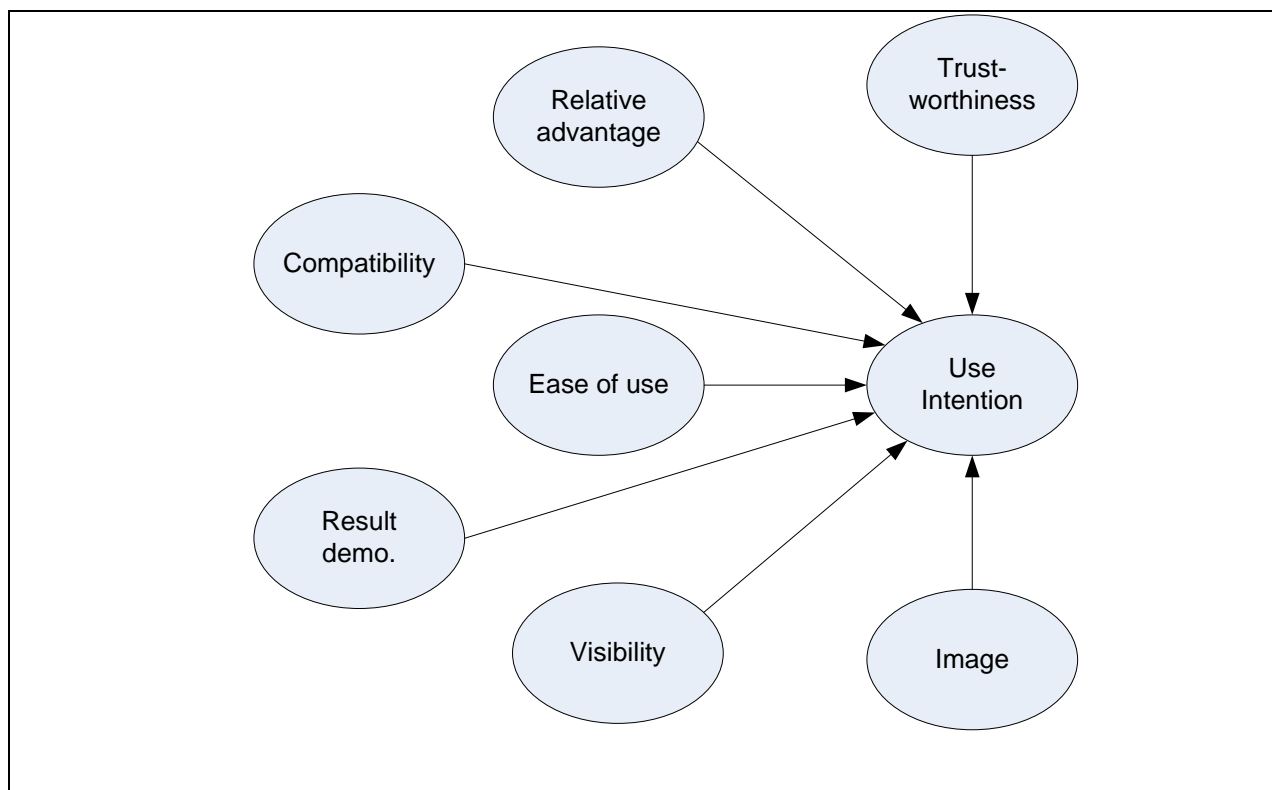 Trust-
worthiness
Relative
advantage
Compatibility
Ease of use
Use
Intention
Result
demo.
Visibility
Image